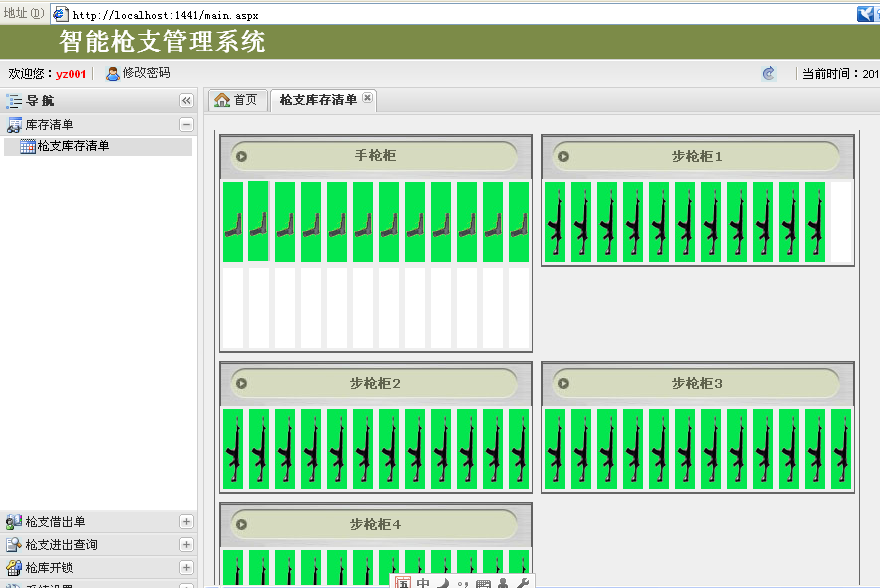 地址(D) http://localhost:1441/main.aspx
智能枪支管理系统
欢迎您：yz001 修改密码 当前时间：201
导航
首页 枪支库存清单
库存清单
枪支库存清单
手枪柜 步枪柜1
步枪柜2 步枪柜3
步枪柜4
枪支借出单
枪支进出查询
枪库开锁
五 中